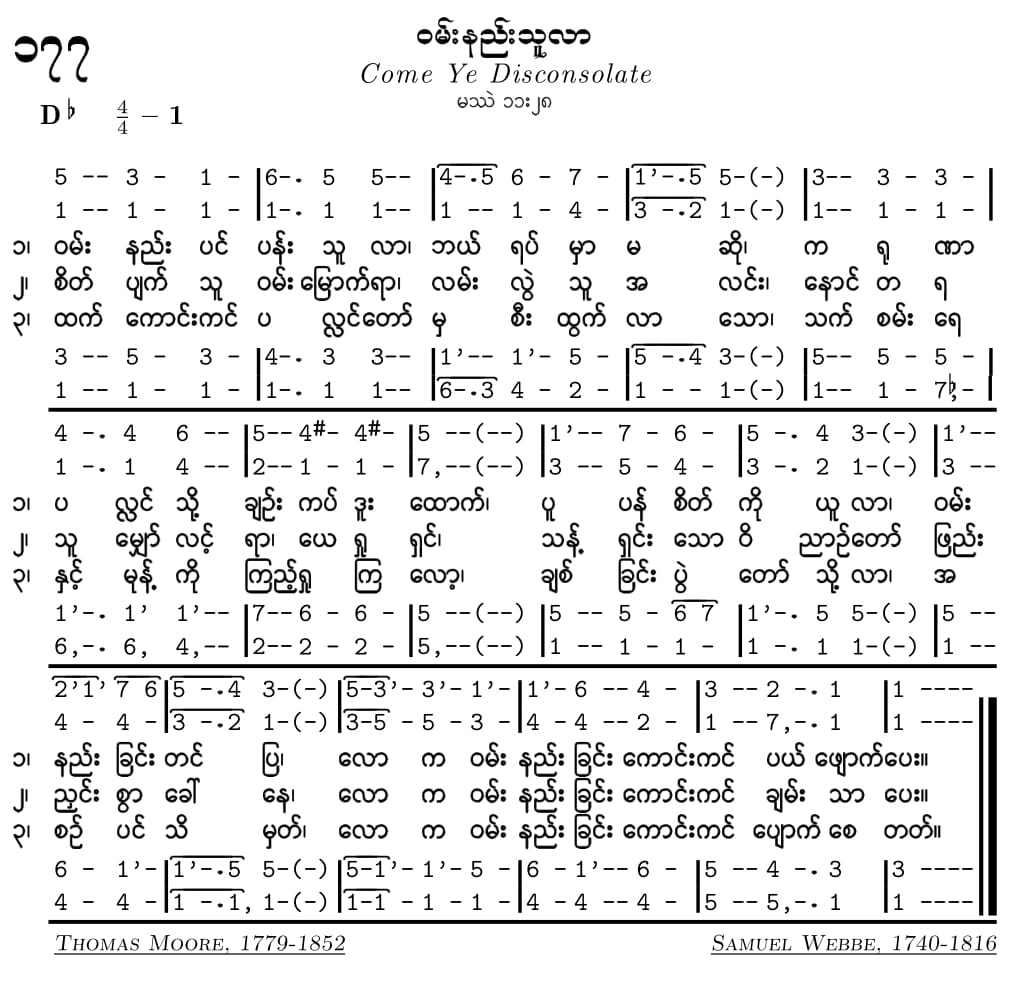 ၁၇၇
ဝမ်းနည်းသူလာ
Come Ye Disconsolate
မဿဲ ၁၁း၂၈
D♭ 4/4 – 1
5 -- 3 - 1 - |6-. 5 5-- |4-.5 6 - 7 - |1’-.5 5-(-) |3-- 3 - 3 - |
1 -- 1 - 1 - |1-. 1 1-- |1 -- 1 - 4 - |3 -.2 1-(-) |1-- 1 - 1 - |
၁၊ ဝမ်း နည်း ပင် ပန်း သူ လာ၊ ဘယ် ရပ် မှာ မ ဆို၊ က ရု ဏာ
၂၊ စိတ် ပျက် သူ ဝမ်း မြောက်ရာ၊ လမ်း လွဲ သူ အ လင်း၊ နောင် တ ရ
၃၊ ထက် ကောင်းကင် ပ လ္လင်တော် မှ စီး ထွက် လာ သော၊ သက် စမ်း ရေ
3 -- 5 - 3 - |4-. 3 3-- |1’-- 1’- 5 - |5 -.4 3-(-) |5-- 5 - 5 - |
1 -- 1 - 1 - |1-. 1 1-- |6-.3 4 - 2 - |1 - - 1-(-) |1-- 1 - 7♭,- |
4 -. 4 6 -- |5-- 4#- 4#- |5 --(--) |1’-- 7 - 6 - |5 -. 4 3-(-) |1’--
1 -. 1 4 -- |2-- 1 - 1 - |7,--(--) |3 -- 5 - 4 - |3 -. 2 1-(-) |3 --
၁၊ ပ လ္လင် သို့ ချဉ်း ကပ် ဒူး ထောက်၊ ပူ ပန် စိတ် ကို ယူ လာ၊ ဝမ်း
၂၊ သူ မျှော် လင့် ရာ၊ ယေ ရှု ရှင်၊ သန့် ရှင်း သော ဝိ ညာဉ်တော် ဖြည်း
၃၊ နှင့် မုန့် ကို ကြည့်ရှု ကြ လော့၊ ချစ် ခြင်း ပွဲ တော် သို့ လာ၊ အ
1’-. 1’ 1’-- |7-- 6 - 6 - |5 --(--) |5 -- 5 - 6 7 |1’-. 5 5-(-) |5 --
6,-. 6, 4,-- |2-- 2 - 2 - |5,--(--) |1 -- 1 - 1 - |1 -. 1 1-(-) |1 --
2’1’ 7 6 |5 -.4 3-(-) |5-3’- 3’- 1’- |1’- 6 -- 4 - |3 -- 2 -. 1 |1 ----
4 - 4 - |3 -.2 1-(-) |3-5 - 5 - 3 - |4 - 4 -- 2 - |1 -- 7,-. 1 |1 ----
၁၊ နည်း ခြင်း တင် ပြ၊ လော က ဝမ်း နည်း ခြင်း ကောင်းကင် ပယ် ဖျောက်ပေး။
၂၊ ညှင်း စွာ ခေါ် နေ၊ လော က ဝမ်း နည်း ခြင်း ကောင်းကင် ချမ်း သာ ပေး။
၃၊ စဉ် ပင် သိ မှတ်၊ လော က ဝမ်း နည်း ခြင်း ကောင်းကင် ပျောက် စေ တတ်။
6 - 1’- |1’-.5 5-(-) |5-1’- 1’- 5 - |6 - 1’-- 6 - |5 -- 4 -. 3 |3 ----
4 - 4 - |1 -.1, 1-(-) |1-1 - 1 - 1 - |4 - 4 -- 4 - |5 -- 5,-. 1 |1 ----
Thomas Moore, 1779-1852 Samuel Webbe, 1740-1816